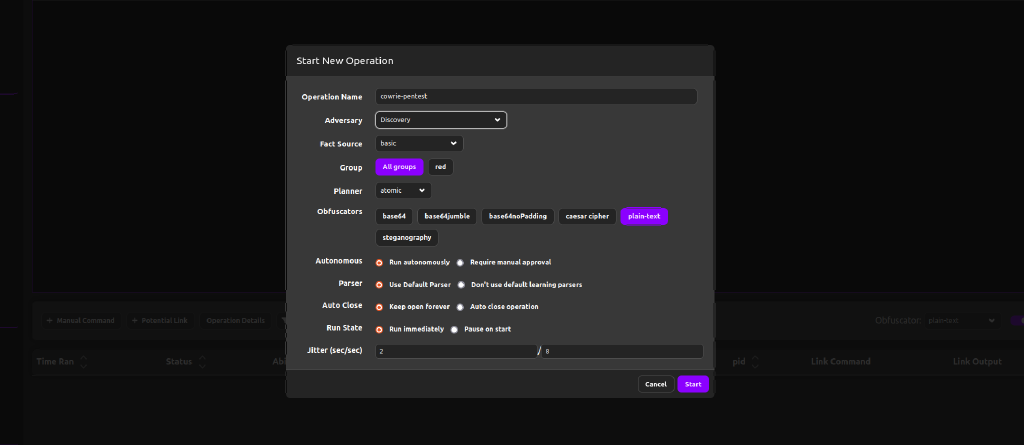 Start New Operation
Operation Name cowrie-pentest
Adversary Discovery
Fact Source basic
Group All groups red
Planner atomic
Obfuscators base64 base64jumble base64noPadding caesar cipher plain-text
steganography
Autonomous Run autonomously Require manual approval
Parser Use Default Parser Don't use default learning parsers
Auto Close Keep open forever Auto close operation
+ Manual Command + Potential Link Operation Details Obfuscator: plain-text
Run State Run immediately Pause on start
Jitter (sec/sec) 2 / 8
Time Ran Status pid Link Command Link Output
Cancel Start